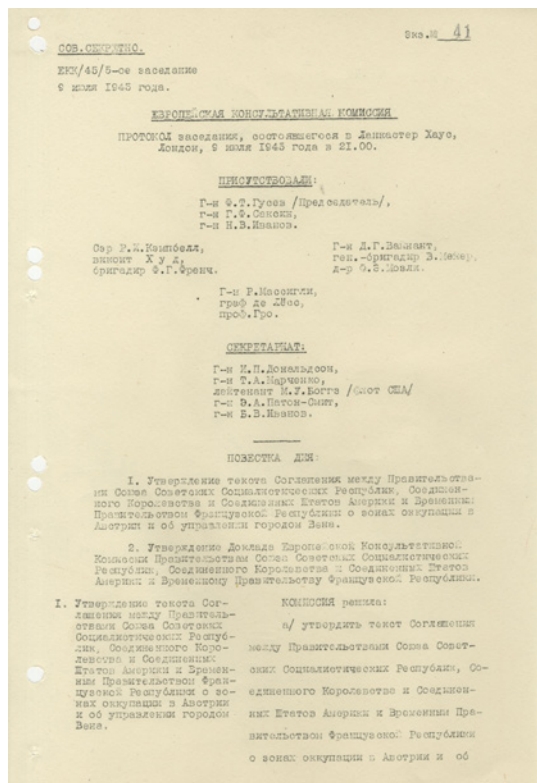 Экз.№ 41
СОВ.СЕКРЕТНО.
ЕКК/45/5-ое заседание
9 июля 1945 года.
ЕВРОПЕЙСКАЯ КОНСУЛЬТАТИВНАЯ КОМИССИЯ
ПРОТОКОЛ заседания, состоявшегося в Ланкастер Хаус,
Лондон, 9 июля 1945 года в 21.00.
ПРИСУТСТВОВАЛИ:
Г-н Ф.Т.Гусев /Председатель/,
г-н Г.Ф.Саксин,
г-н Н.В.Иванов.
Сэр Р.И.Кэмпбелл,
виконт Х у д,
бригадир Ф.Г.Френч.
Г-н Д.Г.Вайнант,
ген.-бригадир В.Мейер,
д-р Ф.Э.Мозли.
Г-н Р.Массигли,
граф де Лёсс,
проф.Гро.
СЕКРЕТАРИАТ:
Г-н И.П.Дональдсон,
г-н Т.А.Марченко,
лейтенант М.У.Боггз /Флот США/
г-н Э.А.Патон-Смит,
г-н Б.В.Иванов.
ПОВЕСТКА ДНЯ:
I. Утверждение текста Соглашения между Правительства-
ми Союза Советских Социалистических Республик, Соединен-
ного Королевства и Соединенных Штатов Америки и Временным
Правительством Французской Республики о зонах оккупации в
Австрии и об управлении городом Вена.
2. Утверждение Доклада Европейской Консультативной
Комиссии Правительствам Союза Советских Социалистических
Республик, Соединенного Королевства и Соединенных Штатов
Америки и Временному Правительству Французской Республики.
I. Утверждение текста Сог-
лашения между Правитель-
ствами Союза Советских
Социалистических Респуб-
лик, Соединенного Коро-
левства и Соединенных
Штатов Америки и Времен-
ным Правительством Фран-
цузской Республики о зо-
нах оккупации в Австрии
и об управлении городом
Вена.
КОМИССИЯ решила:
а/ утвердить текст Соглашения
между Правительствами Союза Совет-
ских Социалистических Республик, Со-
единенного Королевства и Соединен-
ных Штатов Америки и Временным Пра-
вительством Французской Республики
о зонах оккупации в Австрии и об